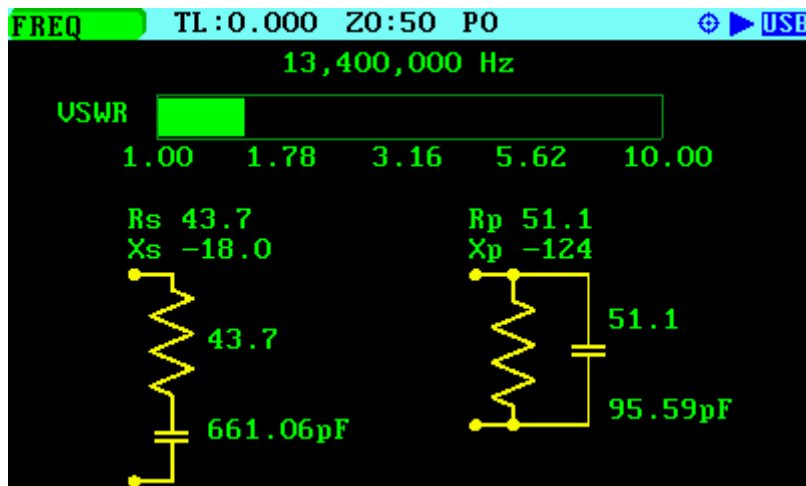 FREQ TL:0.000 Z0:50 P0 USB
13,400,000 Hz
VSWR
1.00 1.78 3.16 5.62 10.00
Rs 43.7
Xs -18.0
43.7
661.06pF
Rp 51.1
Xp -124
51.1
95.59pF